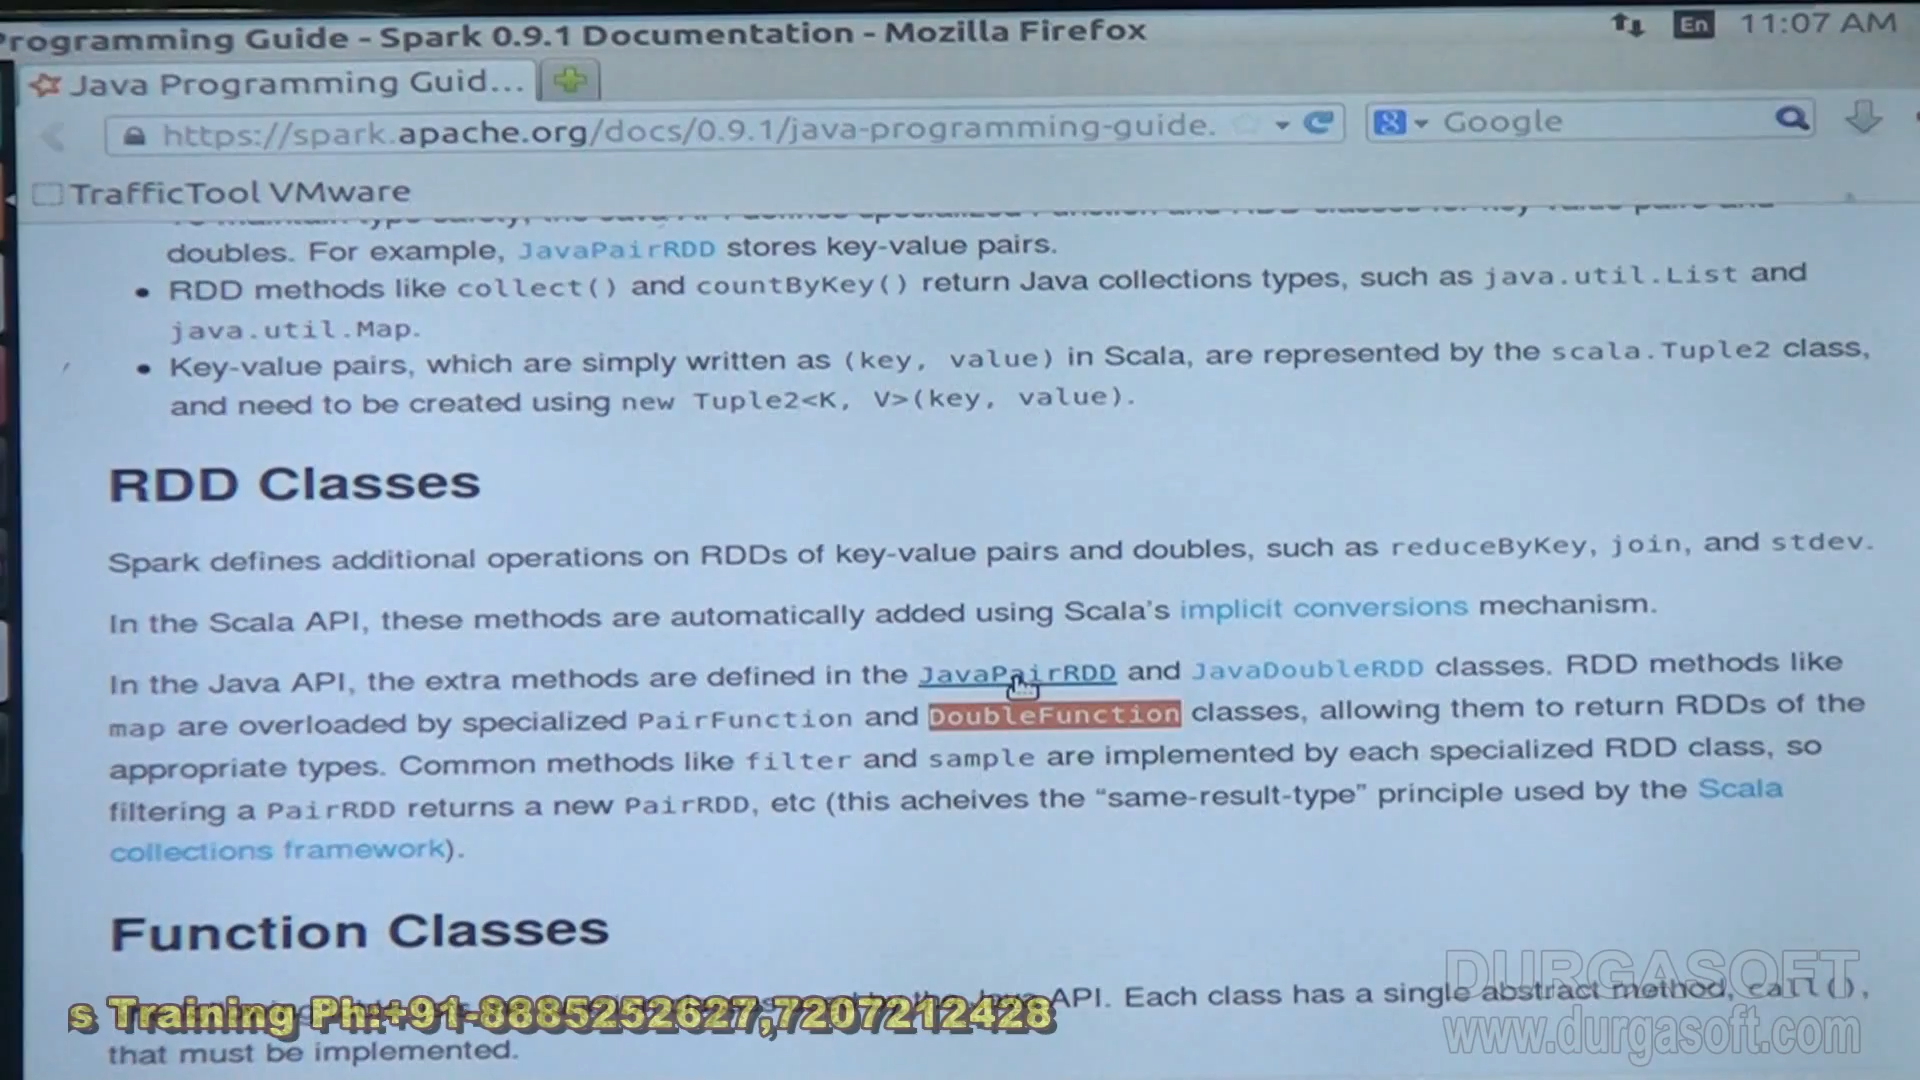 Programming Guide - Spark 0.9.1 Documentation - Mozilla Firefox
En 11:07 AM
Java Programming Guid...
https://spark.apache.org/docs/0.9.1/java-programming-guide.
Google
TrafficTool VMware
doubles. For example, JavaPairRDD stores key-value pairs.
• RDD methods like collect() and countByKey() return Java collections types, such as java.util.List and
java.util.Map.
• Key-value pairs, which are simply written as (key, value) in Scala, are represented by the scala.Tuple2 class,
and need to be created using new Tuple2<K, V>(key, value).
RDD Classes
Spark defines additional operations on RDDs of key-value pairs and doubles, such as reduceByKey, join, and stdev.
In the Scala API, these methods are automatically added using Scala's implicit conversions mechanism.
In the Java API, the extra methods are defined in the JavaPairRDD and JavaDoubleRDD classes. RDD methods like
map are overloaded by specialized PairFunction and DoubleFunction classes, allowing them to return RDDs of the
appropriate types. Common methods like filter and sample are implemented by each specialized RDD class, so
filtering a PairRDD returns a new PairRDD, etc (this acheives the “same-result-type” principle used by the Scala
collections framework).
Function Classes
API. Each class has a single abstract method, call(),
that must be implemented.
s Training Ph:+91-8885252627,7207212428
DURGASOFT
www.durgasoft.com